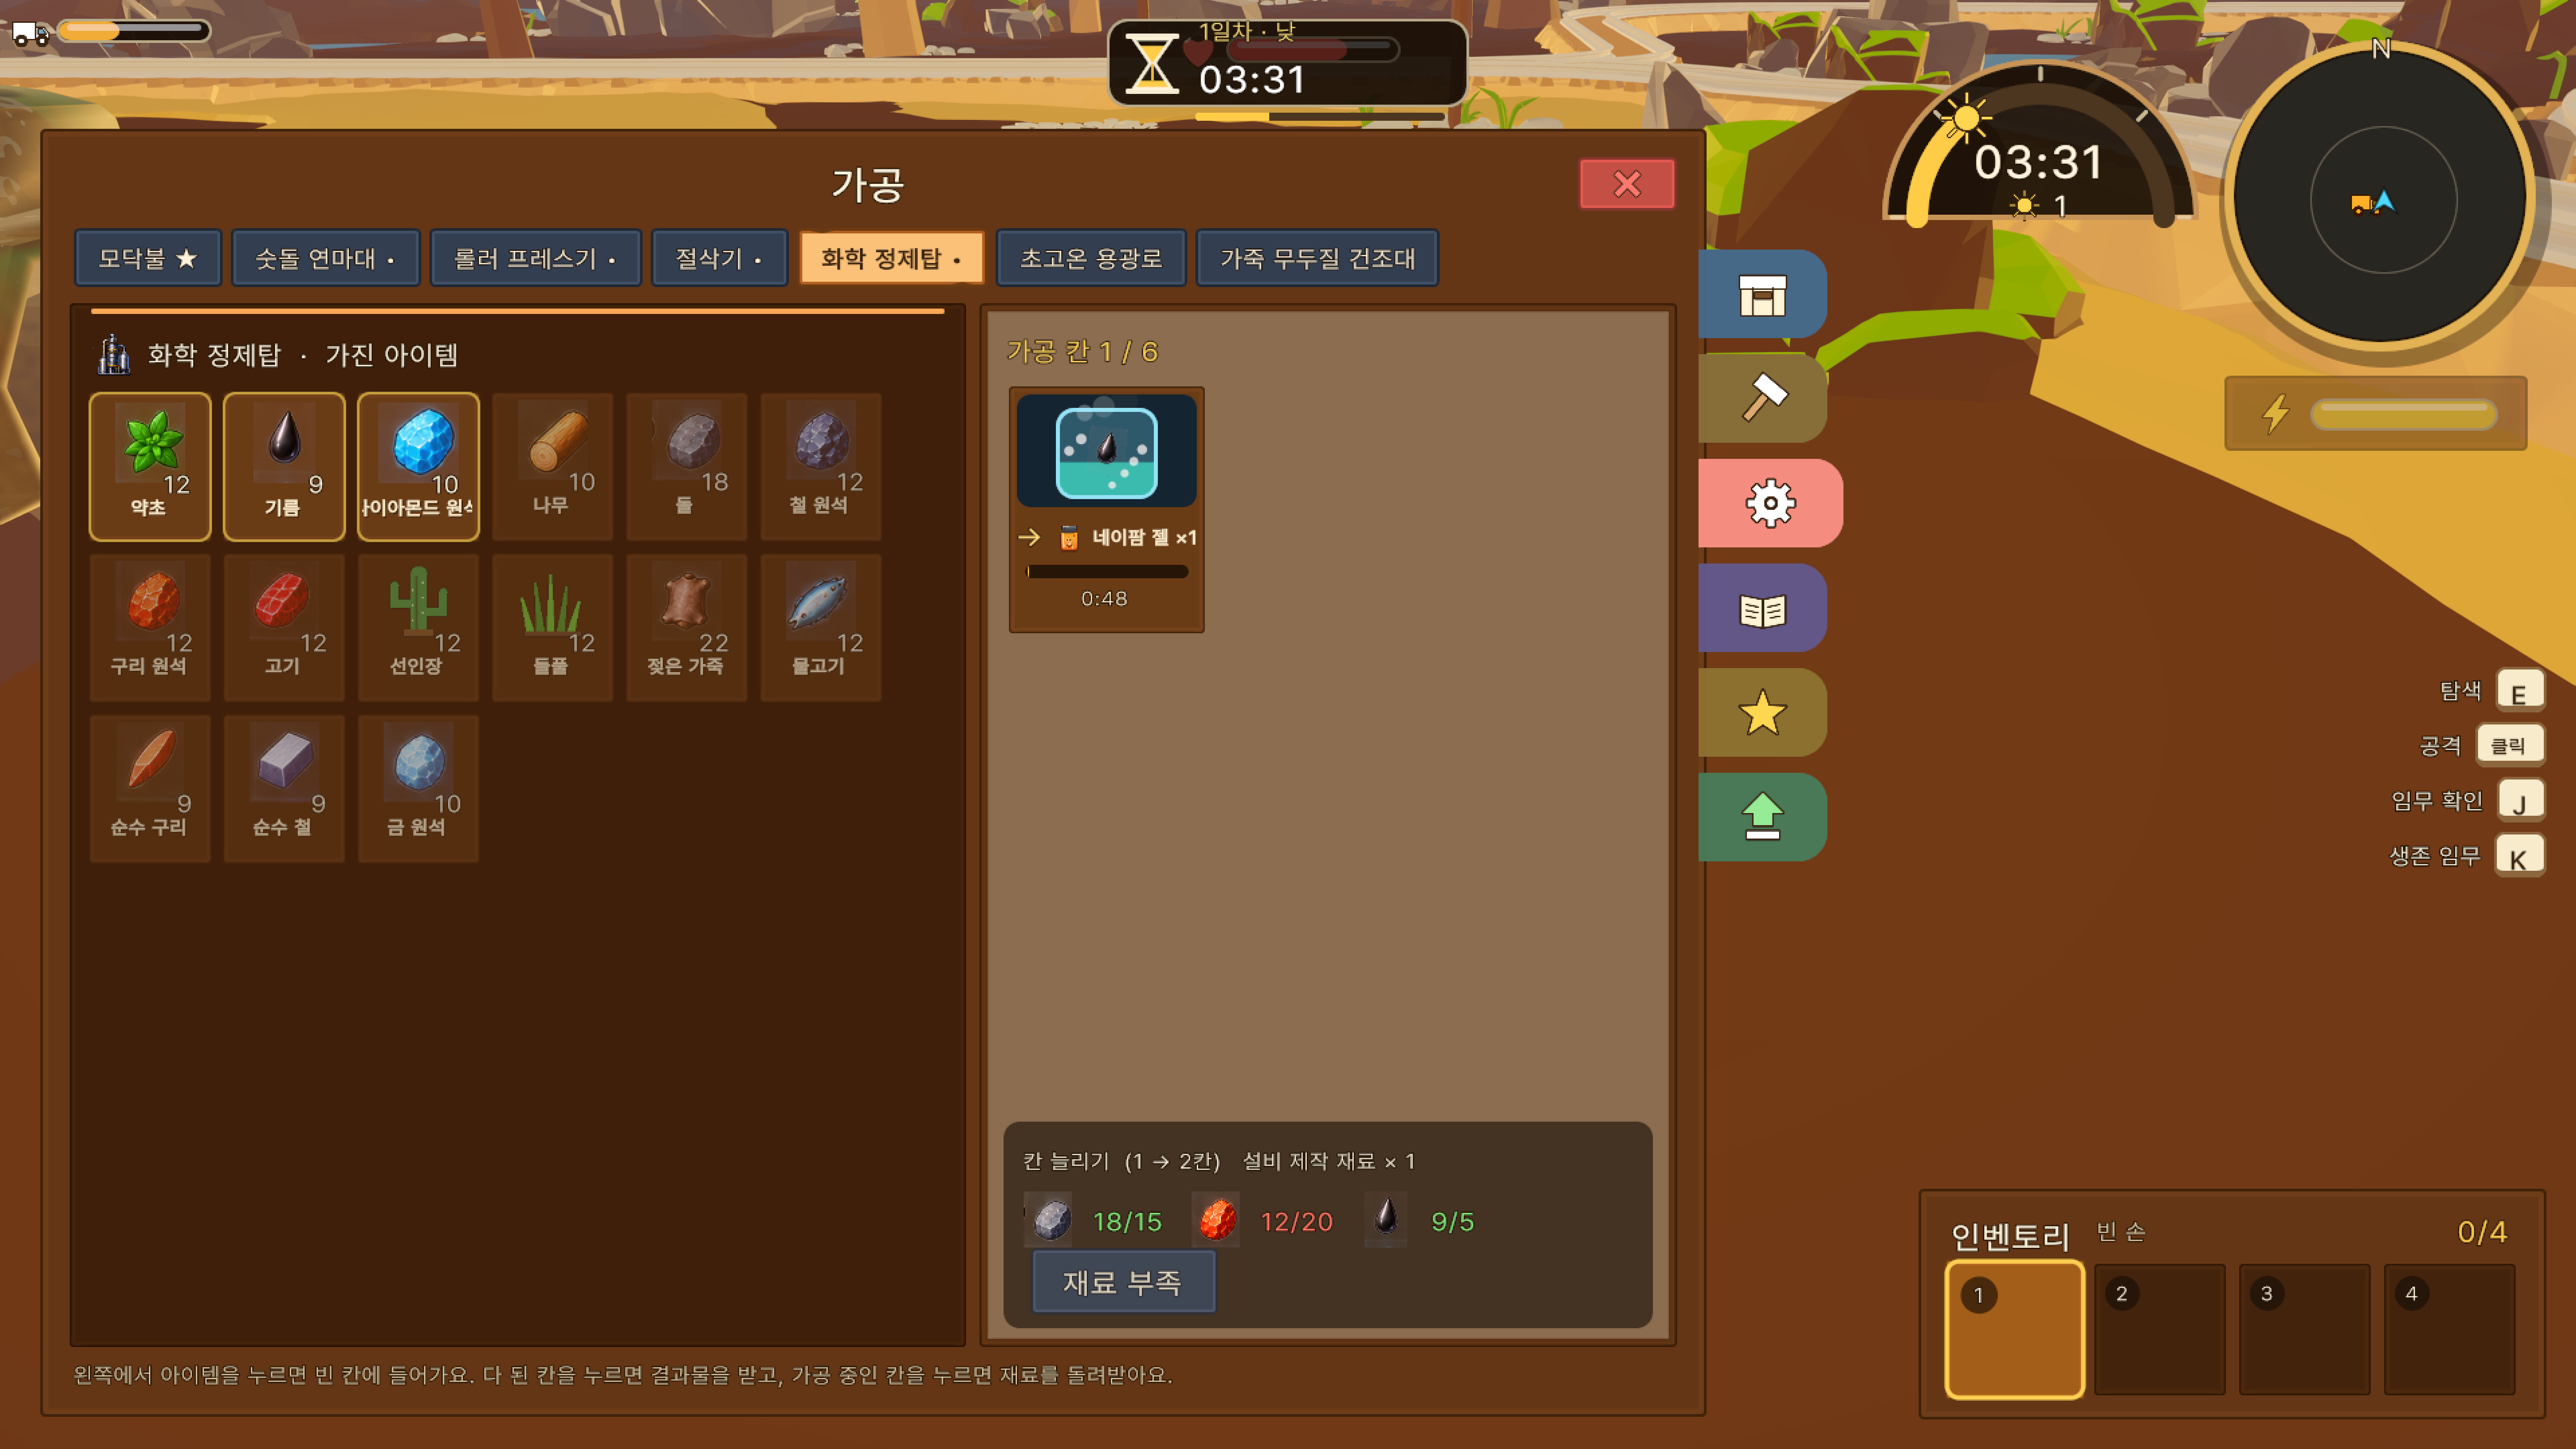 1일차 · 낮
03:31
N
03:31
1
가공
모닥불 ★
숫돌 연마대 •
롤러 프레스기 •
절삭기 •
화학 정제탑 •
초고온 용광로
가죽 무두질 건조대
화학 정제탑 · 가진 아이템
12
약초
9
기름
10
이아몬드 원석
10
나무
18
돌
12
철 원석
12
구리 원석
12
고기
12
선인장
12
들풀
22
젖은 가죽
12
물고기
9
순수 구리
9
순수 철
10
금 원석
가공 칸 1 / 6
→ 네이팜 젤 ×1
0:48
칸 늘리기 (1 → 2칸) 설비 제작 재료 × 1
18/15
12/20
9/5
재료 부족
왼쪽에서 아이템을 누르면 빈 칸에 들어가요. 다 된 칸을 누르면 결과물을 받고, 가공 중인 칸을 누르면 재료를 돌려받아요.
탐색 E
공격 클릭
임무 확인 J
생존 임무 K
인벤토리 빈 손 0/4
1
2
3
4